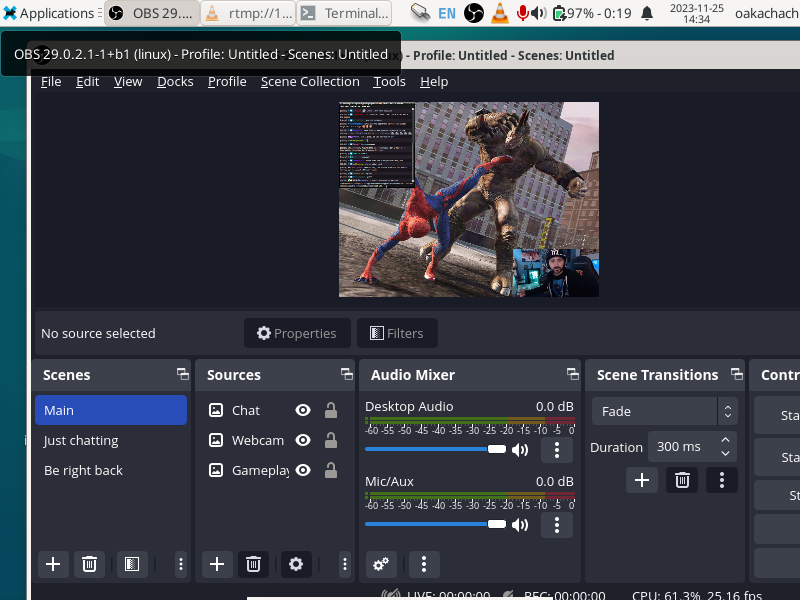 Applications
OBS 29....
rtmp://1...
Terminal...
EN
97% - 0:19
2023-11-25
14:34
oakachach
OBS 29.0.2.1-1+b1 (linux) - Profile: Untitled - Scenes: Untitled
- Profile: Untitled - Scenes: Untitled
File Edit View Docks Profile Scene Collection Tools Help
No source selected
Properties
Filters
Scenes
Main
Just chatting
Be right back
Sources
Chat
Webcam
Gameplay
Audio Mixer
Desktop Audio 0.0 dB
-60 -55 -50 -45 -40 -35 -30 -25 -20 -15 -10 -5 0
Mic/Aux 0.0 dB
-60 -55 -50 -45 -40 -35 -30 -25 -20 -15 -10 -5 0
Scene Transitions
Fade
Duration 300 ms
Contr
Sta
Sta
St
LIVE: 00:00:00 REC: 00:00:00 CPU: 61.3%, 25.16 fps